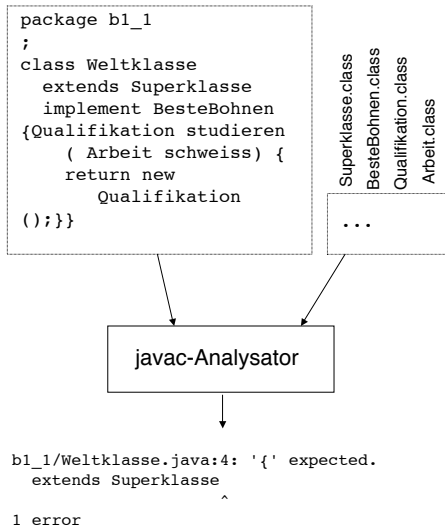 package b1_1
;
class Weltklasse
  extends Superklasse
  implement BesteBohnen
{Qualifikation studieren
    ( Arbeit schweiss) {
    return new
       Qualifikation
();}}
Superklasse.class
BesteBohnen.class
Qualifikation.class
Arbeit.class
...
javac-Analysator
b1_1/Weltklasse.java:4: '{' expected.
  extends Superklasse
                     ^
1 error